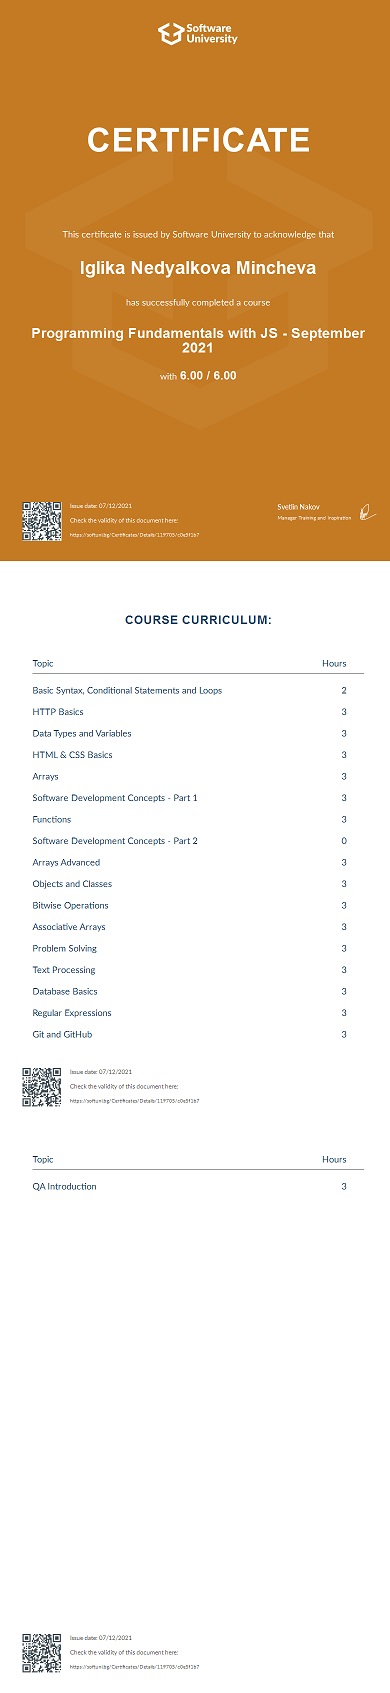 Software
University
CERTIFICATE
This certificate is issued by Software University to acknowledge that
Iglika Nedyalkova Mincheva
has successfully completed a course
Programming Fundamentals with JS - September
2021
with 6.00 / 6.00
Issue date: 07/12/2021
Check the validity of this document here:
https://softuni.bg/Certificates/Details/119705/c0e5f1b7
Svetlin Nakov
Manager Training and Inspiration
COURSE CURRICULUM:
Topic Hours
Basic Syntax, Conditional Statements and Loops 2
HTTP Basics 3
Data Types and Variables 3
HTML & CSS Basics 3
Arrays 3
Software Development Concepts - Part 1 3
Functions 3
Software Development Concepts - Part 2 0
Arrays Advanced 3
Objects and Classes 3
Bitwise Operations 3
Associative Arrays 3
Problem Solving 3
Text Processing 3
Database Basics 3
Regular Expressions 3
Git and GitHub 3
Issue date: 07/12/2021
Check the validity of this document here:
https://softuni.bg/Certificates/Details/119705/c0e5f1b7
Topic Hours
QA Introduction 3
Issue date: 07/12/2021
Check the validity of this document here:
https://softuni.bg/Certificates/Details/119705/c0e5f1b7